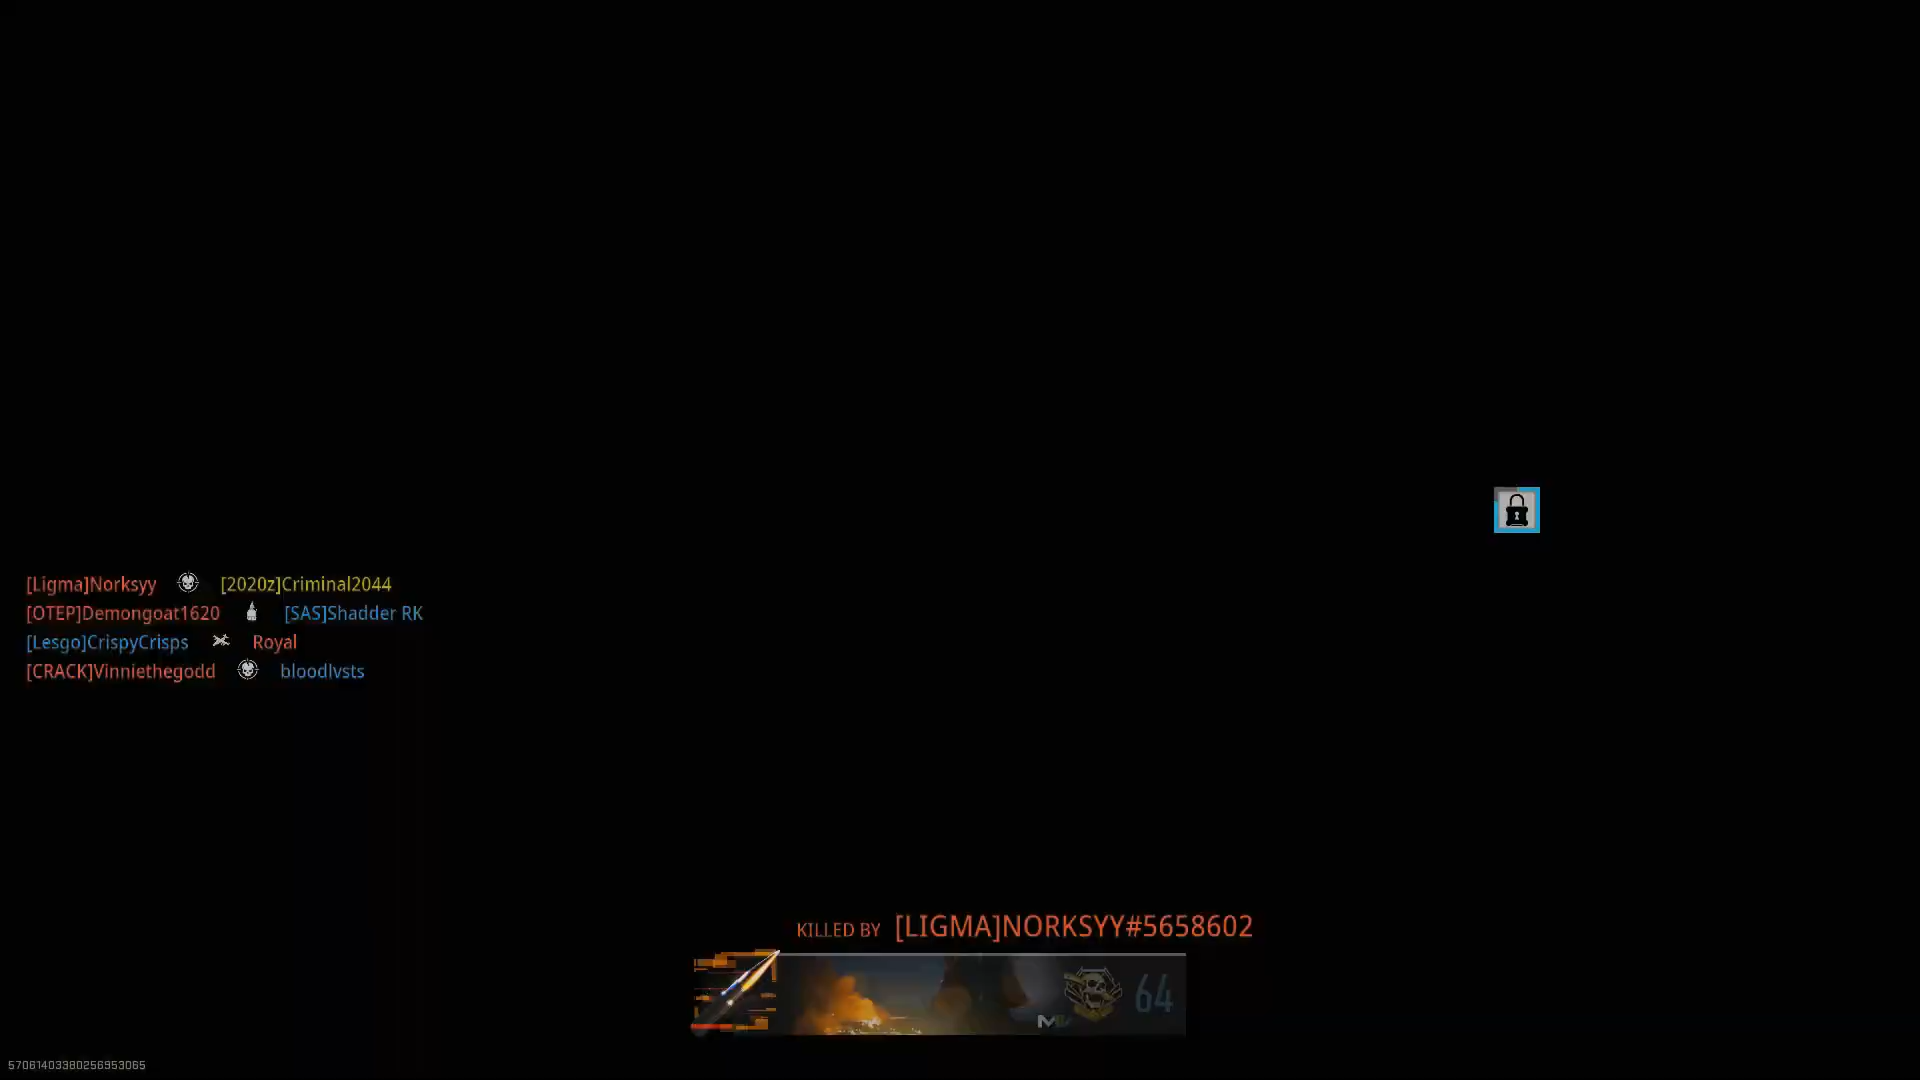 [Ligma]Norksyy [2020z]Criminal2044
[OTEP]Demongoat1620 [SAS]Shadder RK
[Lesgo]CrispyCrisps Royal
[CRACK]Vinniethegodd bloodlvsts
KILLED BY [LIGMA]NORKSYY#5658602
64
57061403380256953065